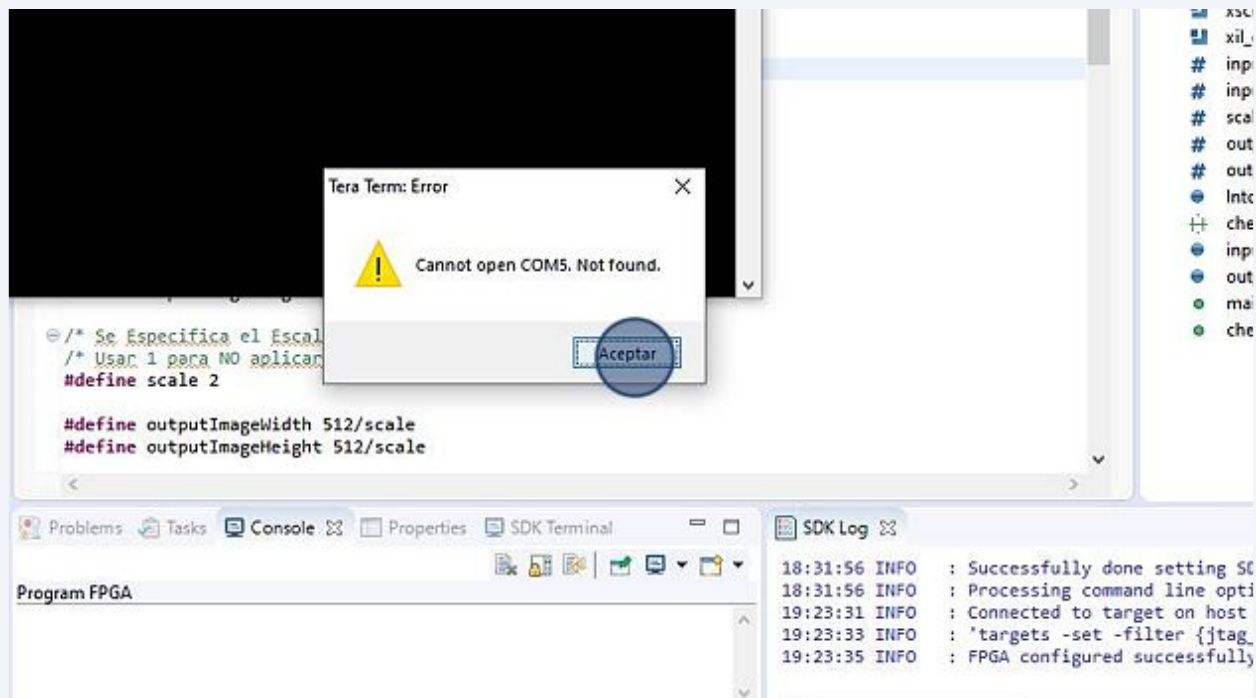 Tera Term: Error
Cannot open COM5. Not found.
Aceptar
/* Se Especifica el Escal
/* Usar 1 para NO aplicar
#define scale 2
#define outputImageWidth 512/scale
#define outputImageHeight 512/scale
xsc
xil_
# inp
# inp
# sca
# out
# out
Into
che
inp
out
ma
che
Problems Tasks Console Properties SDK Terminal
Program FPGA
SDK Log
18:31:56 INFO : Successfully done setting SD
18:31:56 INFO : Processing command line opti
19:23:31 INFO : Connected to target on host
19:23:33 INFO : 'targets -set -filter {jtag_
19:23:35 INFO : FPGA configured successfully